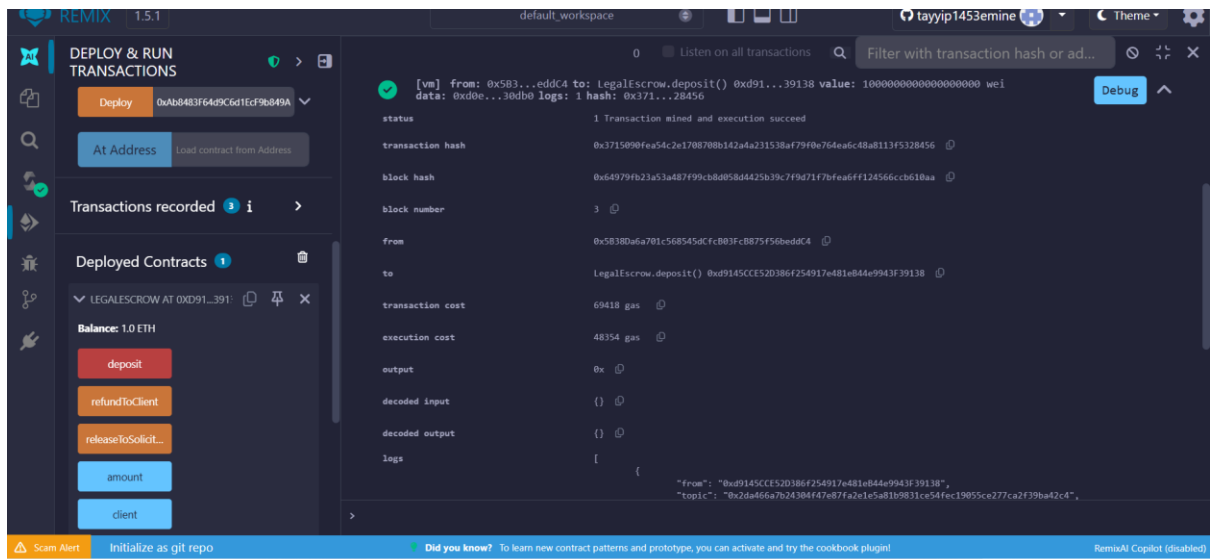 REMIX 1.5.1
default_workspace
tayyip1453emine
Theme
DEPLOY & RUN
TRANSACTIONS
Deploy 0xAb8483F64d9C6d1EcF9b849A
At Address Load contract from Address
Transactions recorded 3 i
Deployed Contracts 1
LEGALESCROW AT 0XD91...391
Balance: 1.0 ETH
deposit
refundToClient
releaseToSolicit...
amount
client
0 Listen on all transactions Filter with transaction hash or ad...
[vm] from: 0x5B3...eddC4 to: LegalEscrow.deposit() 0xd91...39138 value: 1000000000000000000 wei
data: 0xd0e...30db0 logs: 1 hash: 0x371...28456
Debug
status 1 Transaction mined and execution succeed
transaction hash 0x3715090fea54c2e1708708b142a4a231538af79f0e764ea6c48a8113f5328456
block hash 0x64979fb23a53a487f99cb8d058d4425b39c7f9d71f7bfea6ff124566ccb610aa
block number 3
from 0x5B38Da6a701c568545dCfcB03FcB875f56beddC4
to LegalEscrow.deposit() 0xd9145CCE52D386f254917e481eB44e9943F39138
transaction cost 69418 gas
execution cost 48354 gas
output 0x
decoded input {}
decoded output {}
logs [
{
"from": "0xd9145CCE52D386f254917e481eB44e9943F39138",
"topic": "0x2da466a7b24304f47e87fa2e1e5a81b9831ce54fec19055ce277ca2f39ba42c4",
>
Scam Alert Initialize as git repo
Did you know? To learn new contract patterns and prototype, you can activate and try the cookbook plugin!
RemixAI Copilot (disabled)